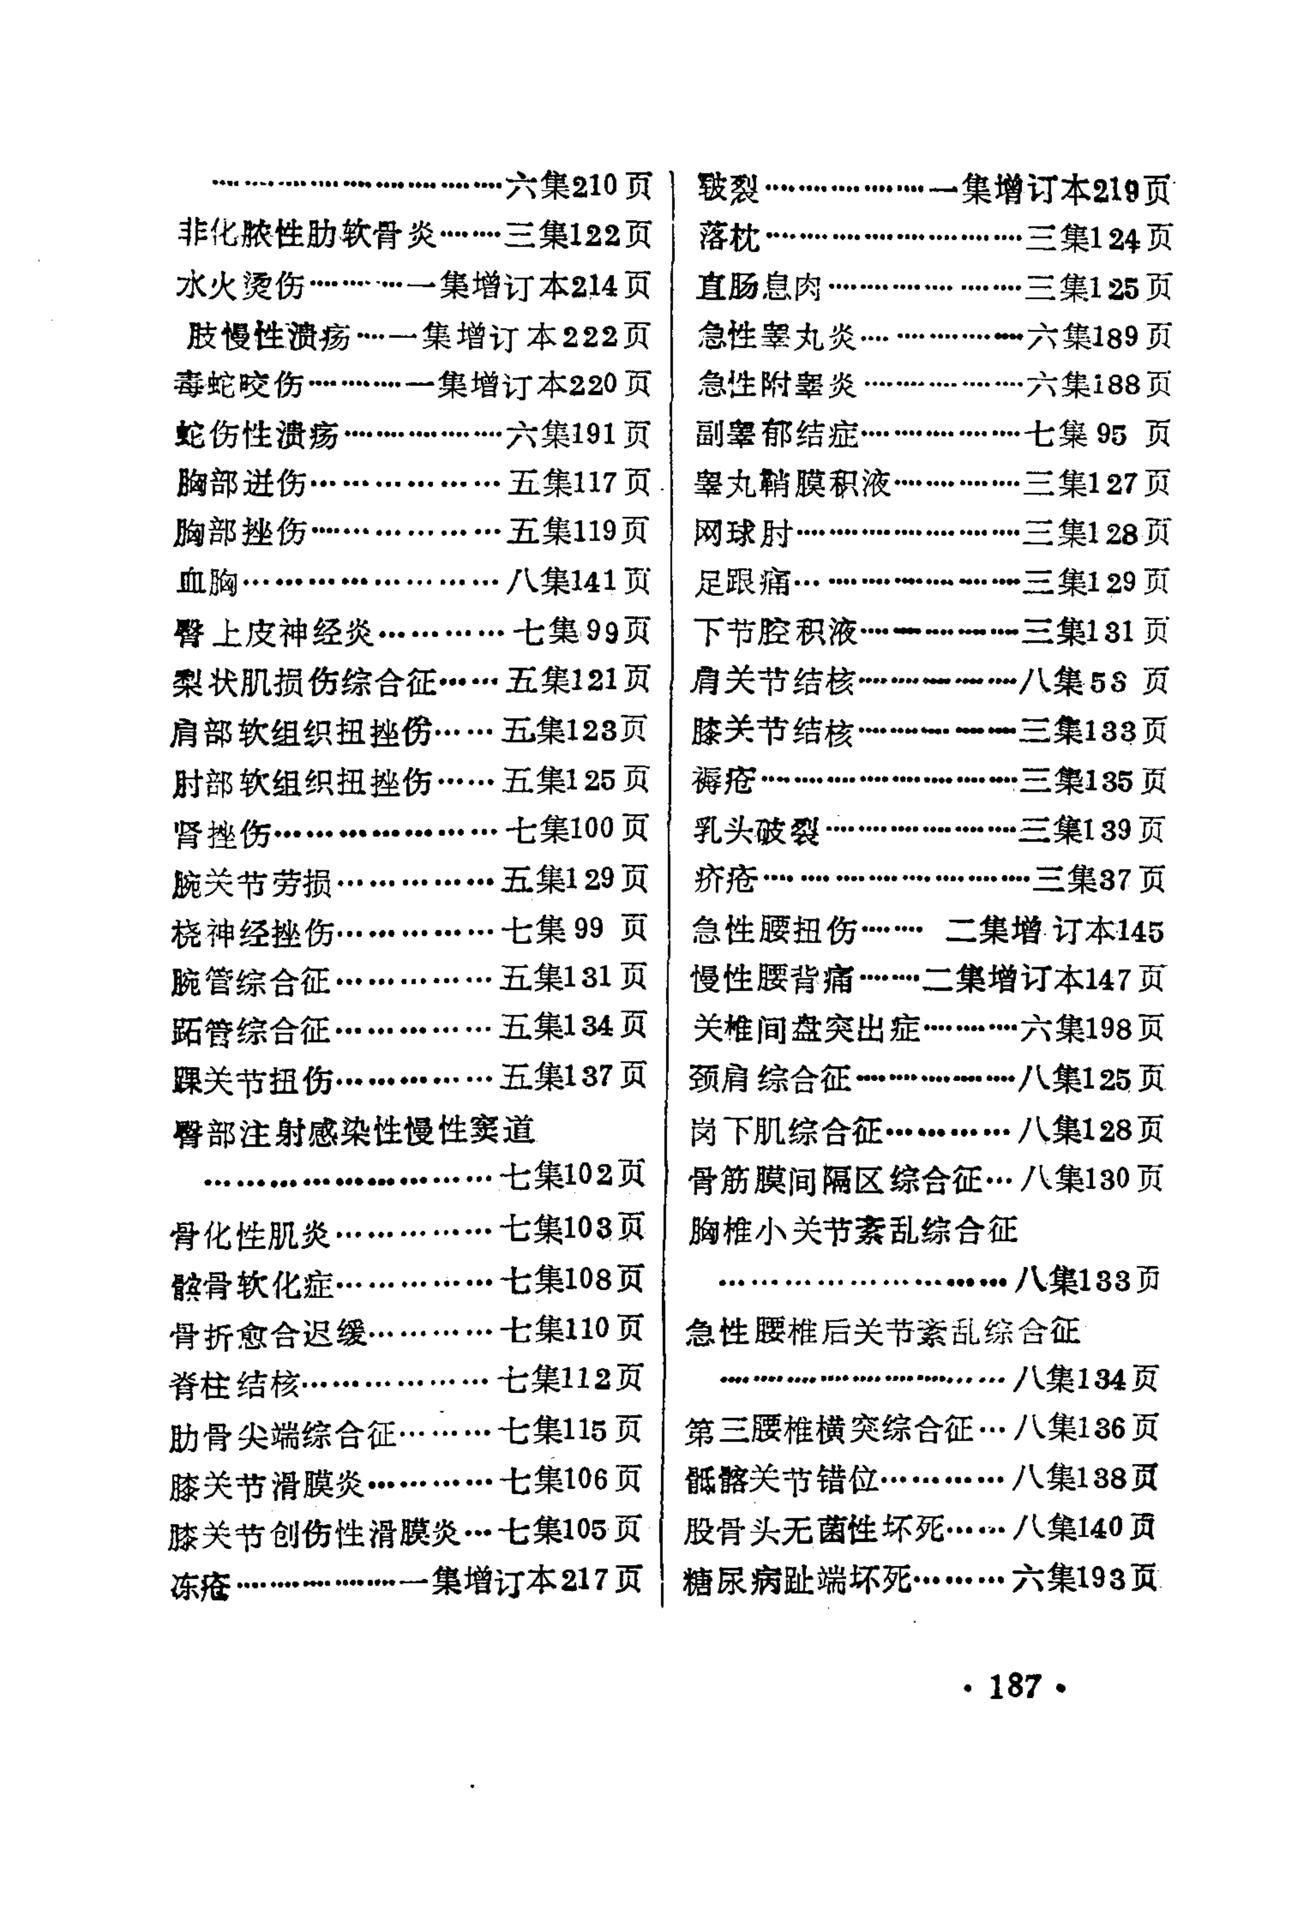 …………………………六集210页
非化脓性肋软骨炎………三集122页
水火烫伤…………一集增订本214页
肢慢性溃疡……一集增订本222页
毒蛇咬伤…………一集增订本220页
蛇伤性溃疡………………六集191页
胸部迸伤…………………五集117页
胸部挫伤…………………五集119页
血胸………………………八集141页
臀上皮神经炎……………七集99页
梨状肌损伤综合征………五集121页
肩部软组织扭挫伤………五集123页
肘部软组织扭挫伤………五集125页
肾挫伤……………………七集100页
腕关节劳损………………五集129页
桡神经挫伤………………七集99 页
腕管综合征………………五集131页
跖管综合征………………五集134页
踝关节扭伤………………五集137页
臀部注射感染性慢性窦道
…………………………七集102页
骨化性肌炎………………七集103页
髌骨软化症………………七集108页
骨折愈合迟缓……………七集110页
脊柱结核…………………七集112页
肋骨尖端综合征…………七集115页
膝关节滑膜炎……………七集106页
膝关节创伤性滑膜炎……七集105页
冻疮………………一集增订本217页
皲裂………………一集增订本219页
落枕………………………三集124页
直肠息肉…………………三集125页
急性睾丸炎………………六集189页
急性附睾炎………………六集188页
副睾郁结症………………七集95 页
睾丸鞘膜积液……………三集127页
网球肘……………………三集128页
足跟痛……………………三集129页
下节腔积液………………三集131页
肩关节结核………………八集53 页
膝关节结核………………三集133页
褥疮………………………三集135页
乳头破裂…………………三集139页
疥疮………………………三集37页
急性腰扭伤……… 二集增订本145
慢性腰背痛………二集增订本147页
关椎间盘突出症…………六集198页
颈肩综合征………………八集125页
岗下肌综合征……………八集128页
骨筋膜间隔区综合征……八集130页
胸椎小关节紊乱综合征
…………………………八集133页
急性腰椎后关节紊乱综合征
…………………………八集134页
第三腰椎横突综合征……八集136页
骶髂关节错位……………八集138页
股骨头无菌性坏死………八集140页
糖尿病趾端坏死…………六集193页
·187·